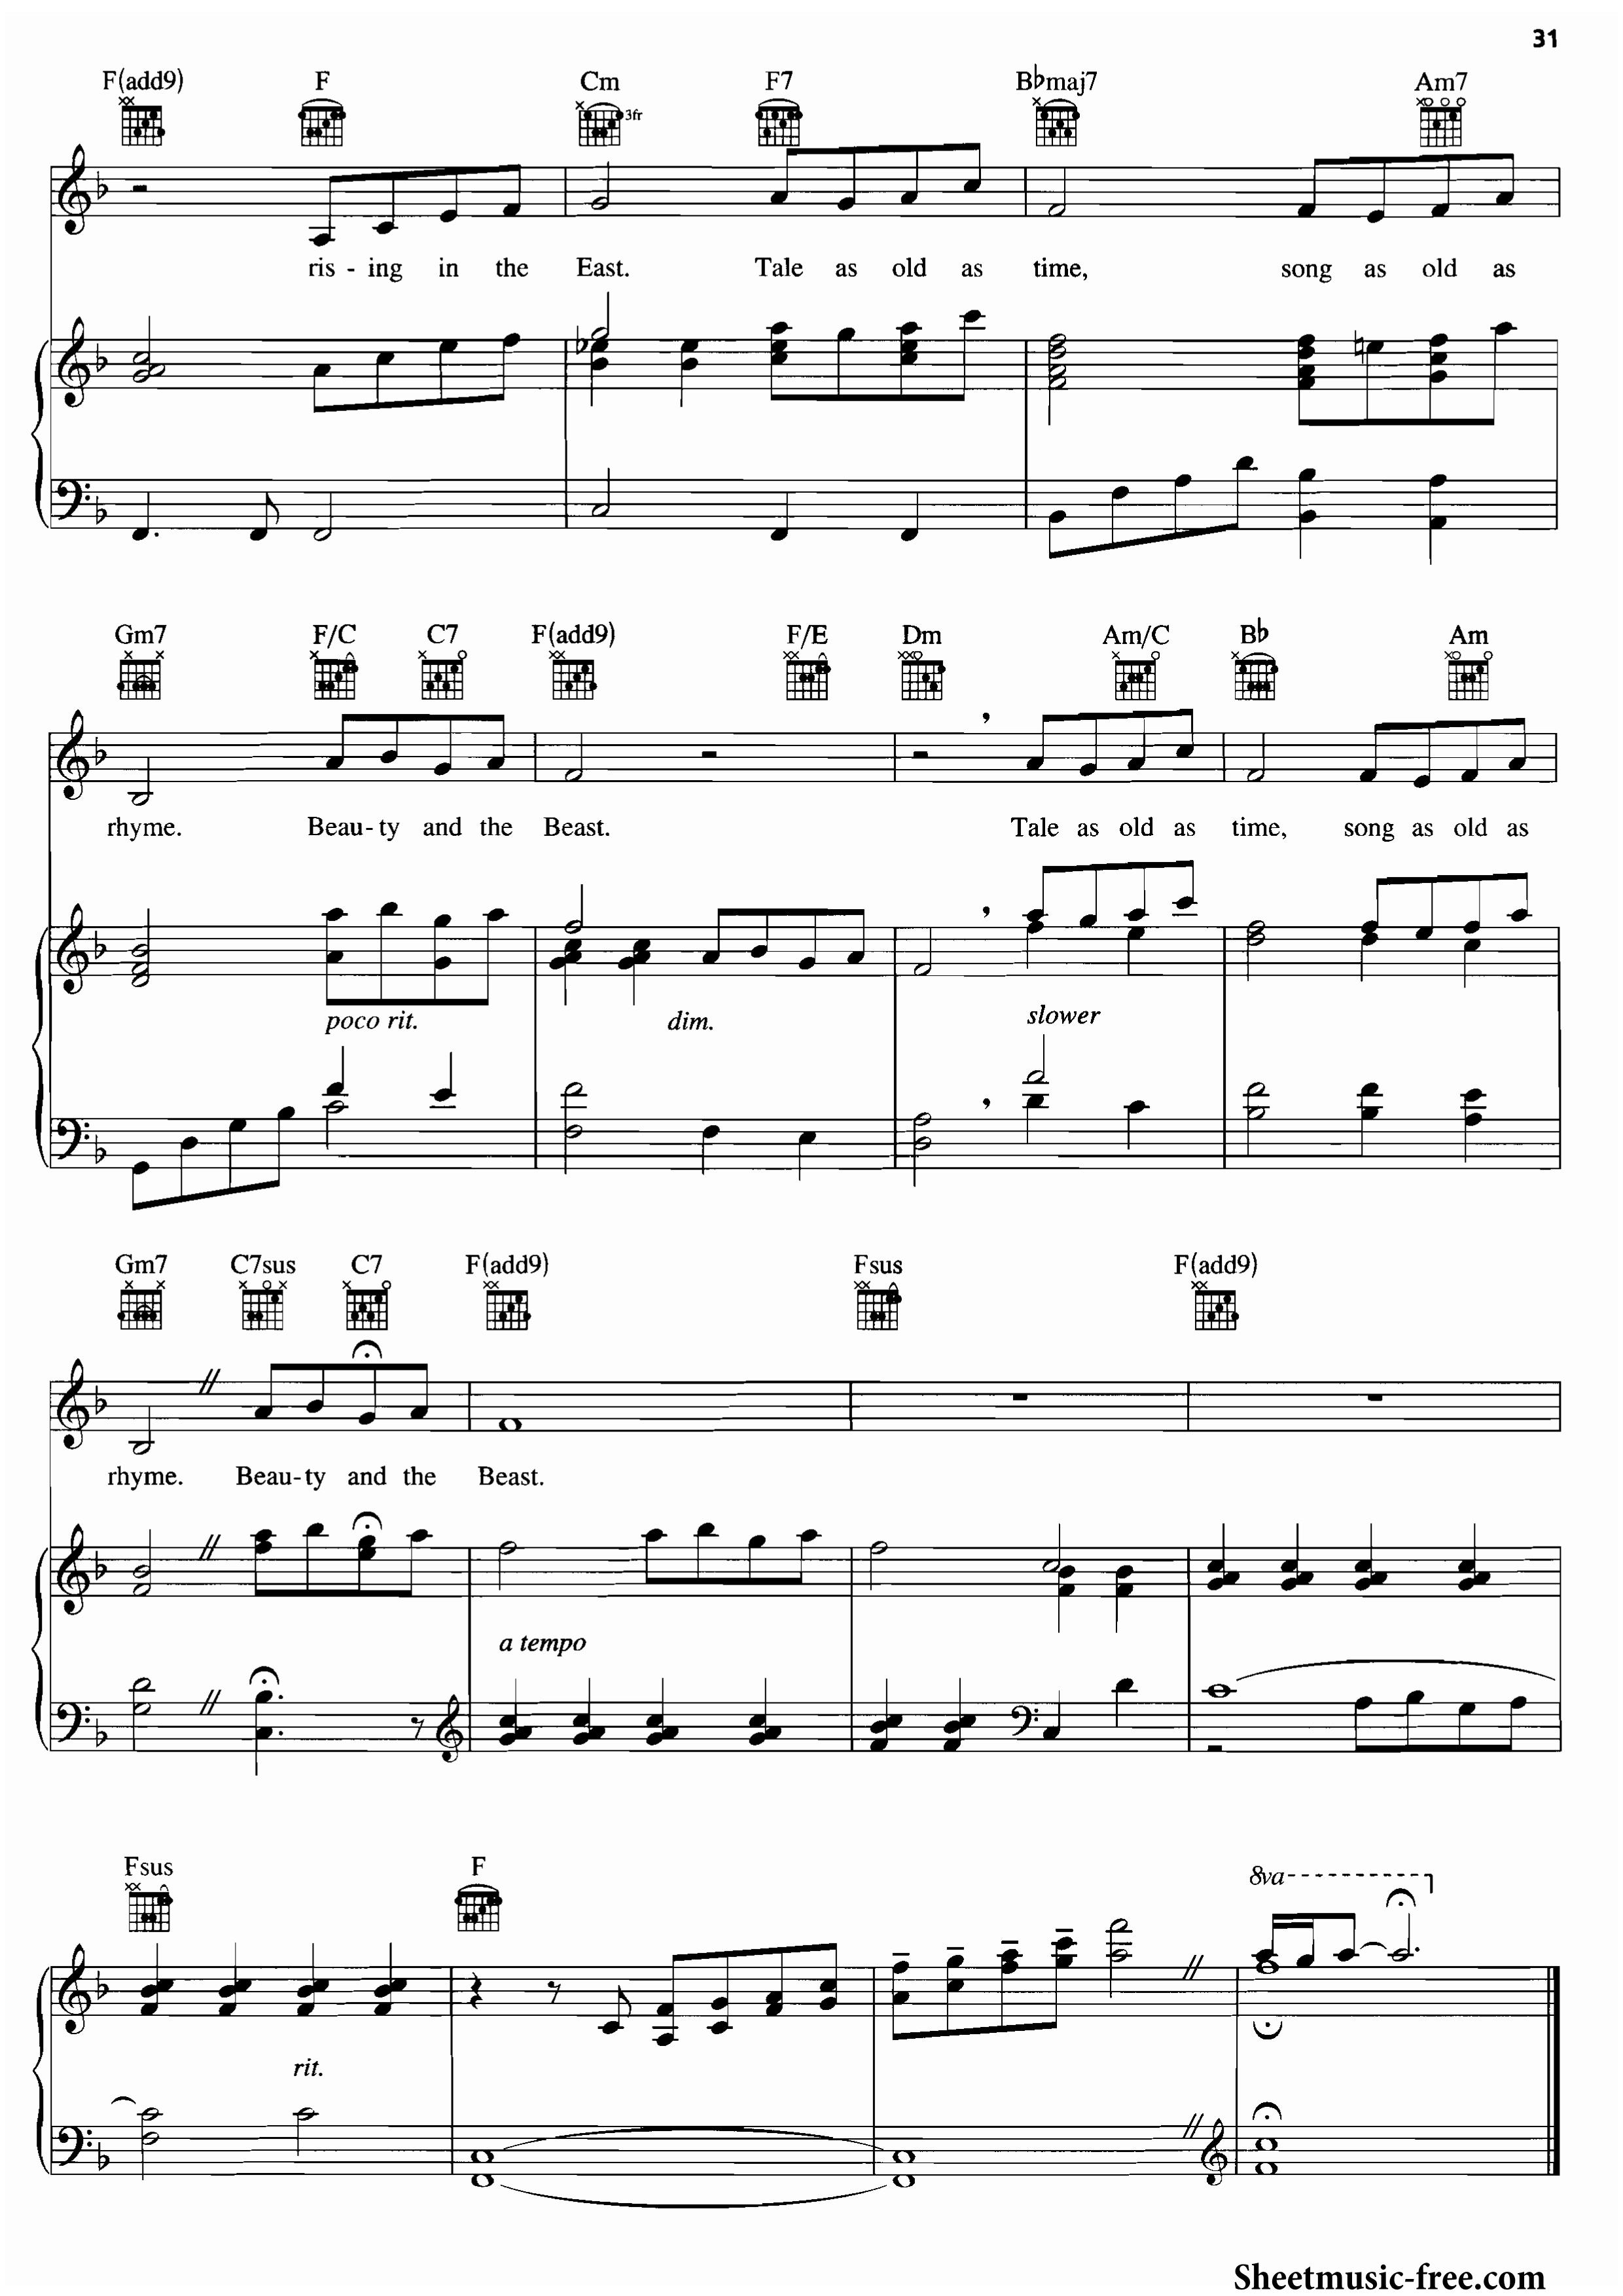 31
F(add9) F Cm F7 B♭maj7 Am7
3fr
ris - ing in the East. Tale as old as time, song as old as
Gm7 F/C C7 F(add9) F/E Dm Am/C B♭ Am
rhyme. Beau- ty and the Beast. Tale as old as time, song as old as
poco rit. dim. slower
Gm7 C7sus C7 F(add9) Fsus F(add9)
rhyme. Beau- ty and the Beast.
a tempo
Fsus F
8va
rit.
Sheetmusic-free.com